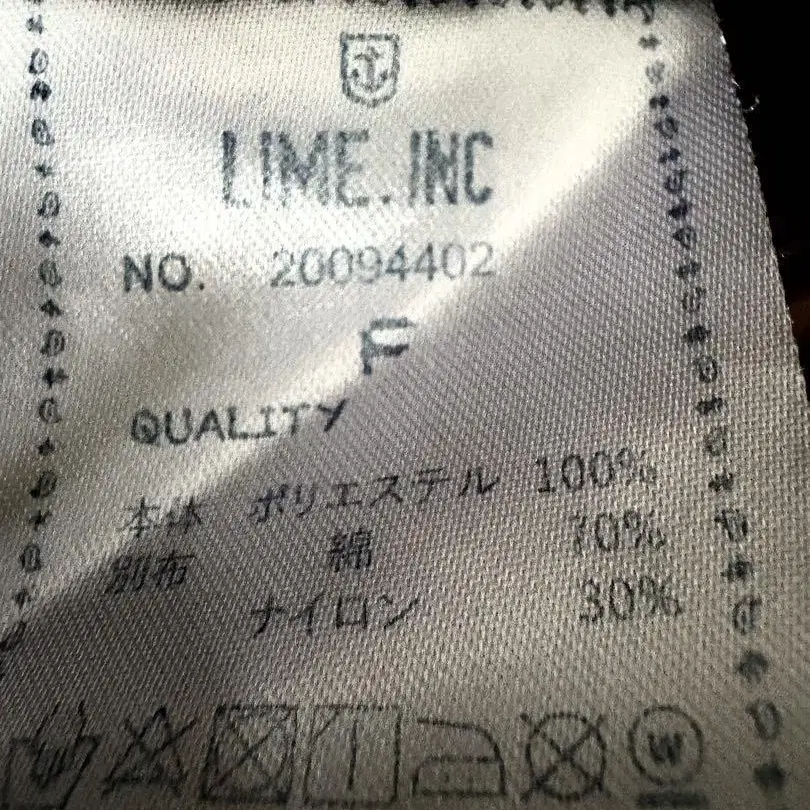 LIME.INC
NO. 20094402
F
QUALITY
本体 ポリエステル 100%
別布 綿 70%
ナイロン 30%
W